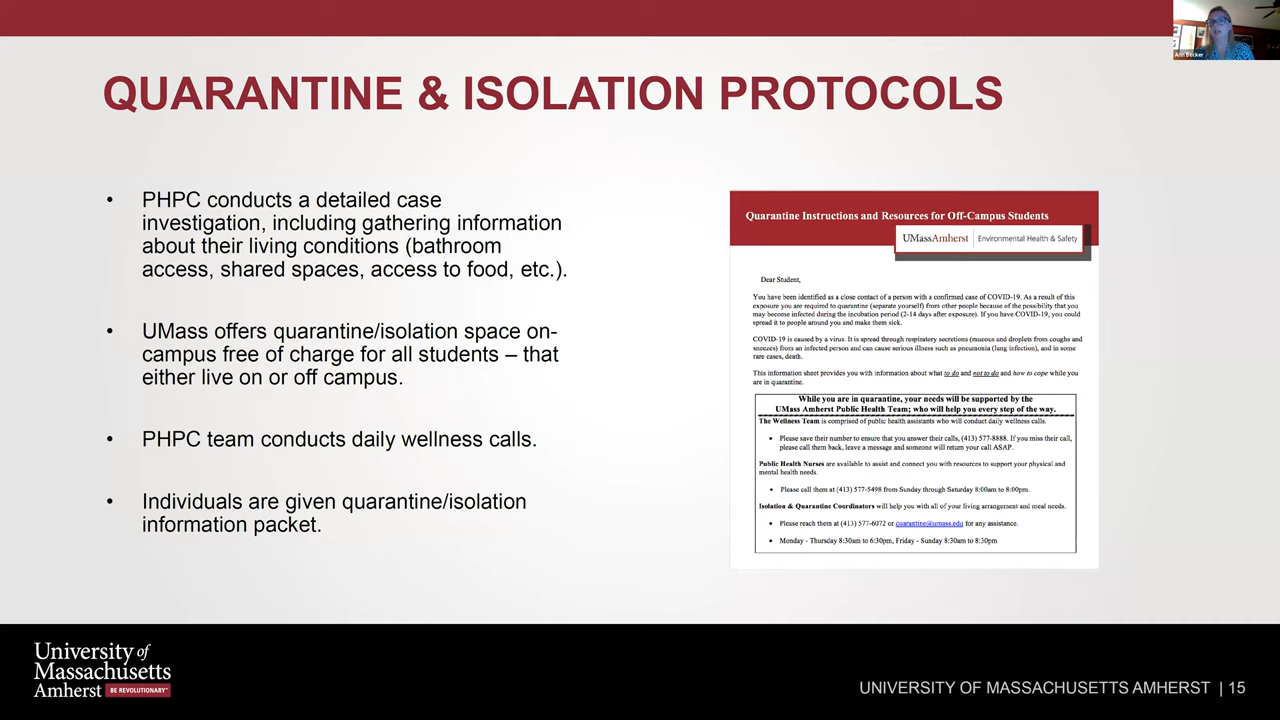 Ann Becker
QUARANTINE & ISOLATION PROTOCOLS
• PHPC conducts a detailed case
investigation, including gathering information
about their living conditions (bathroom
access, shared spaces, access to food, etc.).
• UMass offers quarantine/isolation space on-
campus free of charge for all students – that
either live on or off campus.
• PHPC team conducts daily wellness calls.
• Individuals are given quarantine/isolation
information packet.
Quarantine Instructions and Resources for Off-Campus Students
UMassAmherst | Environmental Health & Safety
Dear Student,
You have been identified as a close contact of a person with a confirmed case of COVID-19. As a result of this
exposure you are required to quarantine (separate yourself) from other people because of the possibility that you
may become infected during the incubation period (2-14 days after exposure). If you have COVID-19, you could
spread it to people around you and make them sick.
COVID-19 is caused by a virus. It is spread through respiratory secretions (mucous and droplets from coughs and
sneezes) from an infected person and can cause serious illness such as pneumonia (lung infection), and in some
rare cases, death.
This information sheet provides you with information about what to do and not to do and how to cope while you
are in quarantine.
While you are in quarantine, your needs will be supported by the
UMass Amherst Public Health Team; who will help you every step of the way.
The Wellness Team is comprised of public health assistants who will conduct daily wellness calls.
• Please save their number to ensure that you answer their calls, (413) 577-8888. If you miss their call,
please call them back, leave a message and someone will return your call ASAP.
Public Health Nurses are available to assist and connect you with resources to support your physical and
mental health needs.
• Please call them at (413) 577-5498 from Sunday through Saturday 8:00am to 8:00pm.
Isolation & Quarantine Coordinators will help you with all of your living arrangement and meal needs.
• Please reach them at (413) 577-6072 or quarantine@umass.edu for any assistance.
• Monday - Thursday 8:30am to 6:30pm, Friday - Sunday 8:30am to 8:30pm
University of
Massachusetts
Amherst BE REVOLUTIONARY™
UNIVERSITY OF MASSACHUSETTS AMHERST | 15